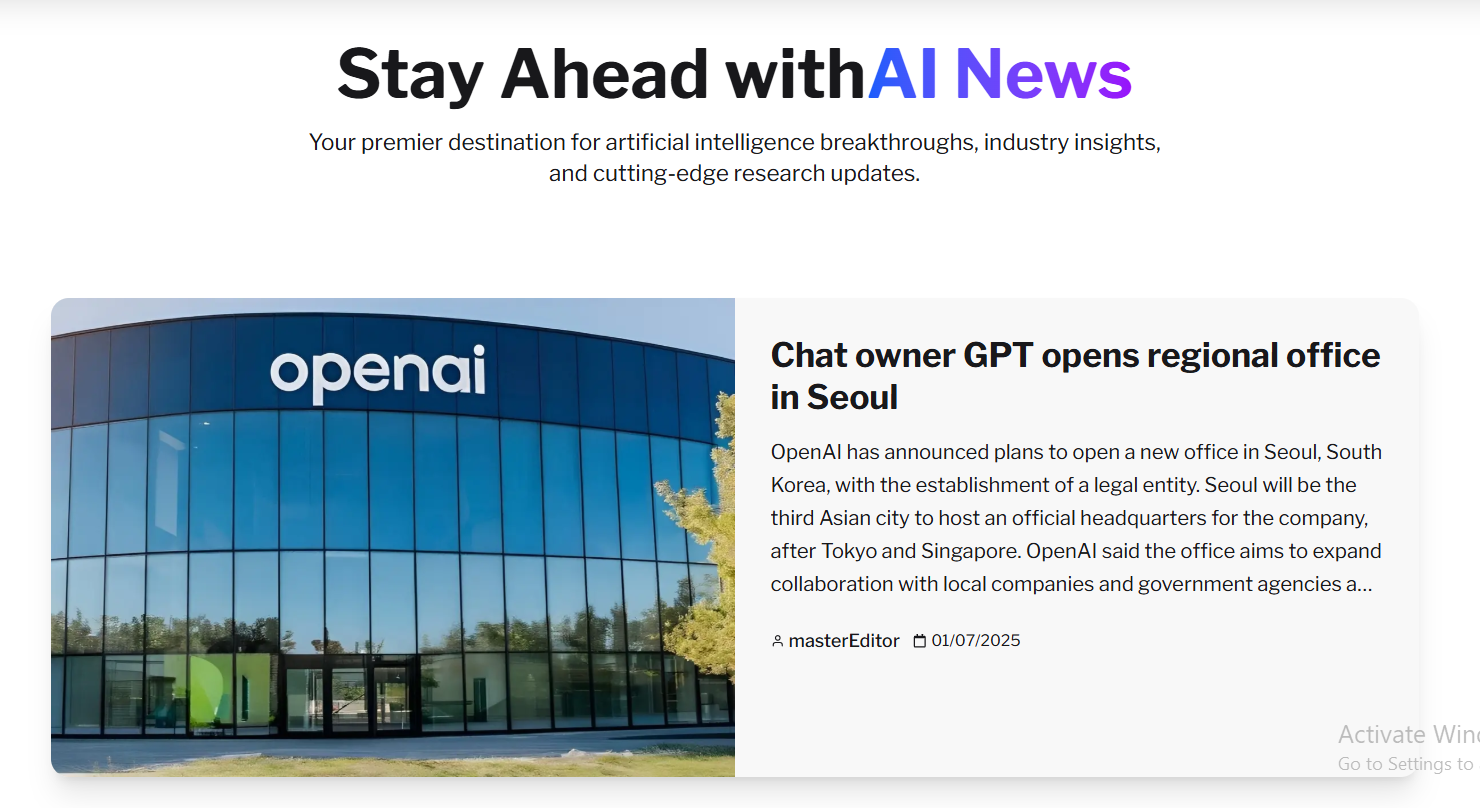 Stay Ahead withAI News
Your premier destination for artificial intelligence breakthroughs, industry insights,
and cutting-edge research updates.
openai
Chat owner GPT opens regional office
in Seoul
OpenAI has announced plans to open a new office in Seoul, South
Korea, with the establishment of a legal entity. Seoul will be the
third Asian city to host an official headquarters for the company,
after Tokyo and Singapore. OpenAI said the office aims to expand
collaboration with local companies and government agencies a...
masterEditor 01/07/2025
Activate Wind
Go to Settings to